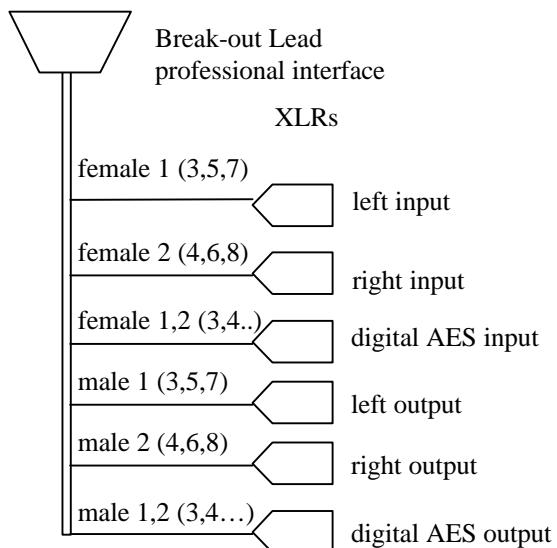 Break-out Lead
professional interface
XLRs
female 1 (3,5,7)
left input
female 2 (4,6,8)
right input
female 1,2 (3,4..)
digital AES input
male 1 (3,5,7)
left output
male 2 (4,6,8)
right output
male 1,2 (3,4…)
digital AES output